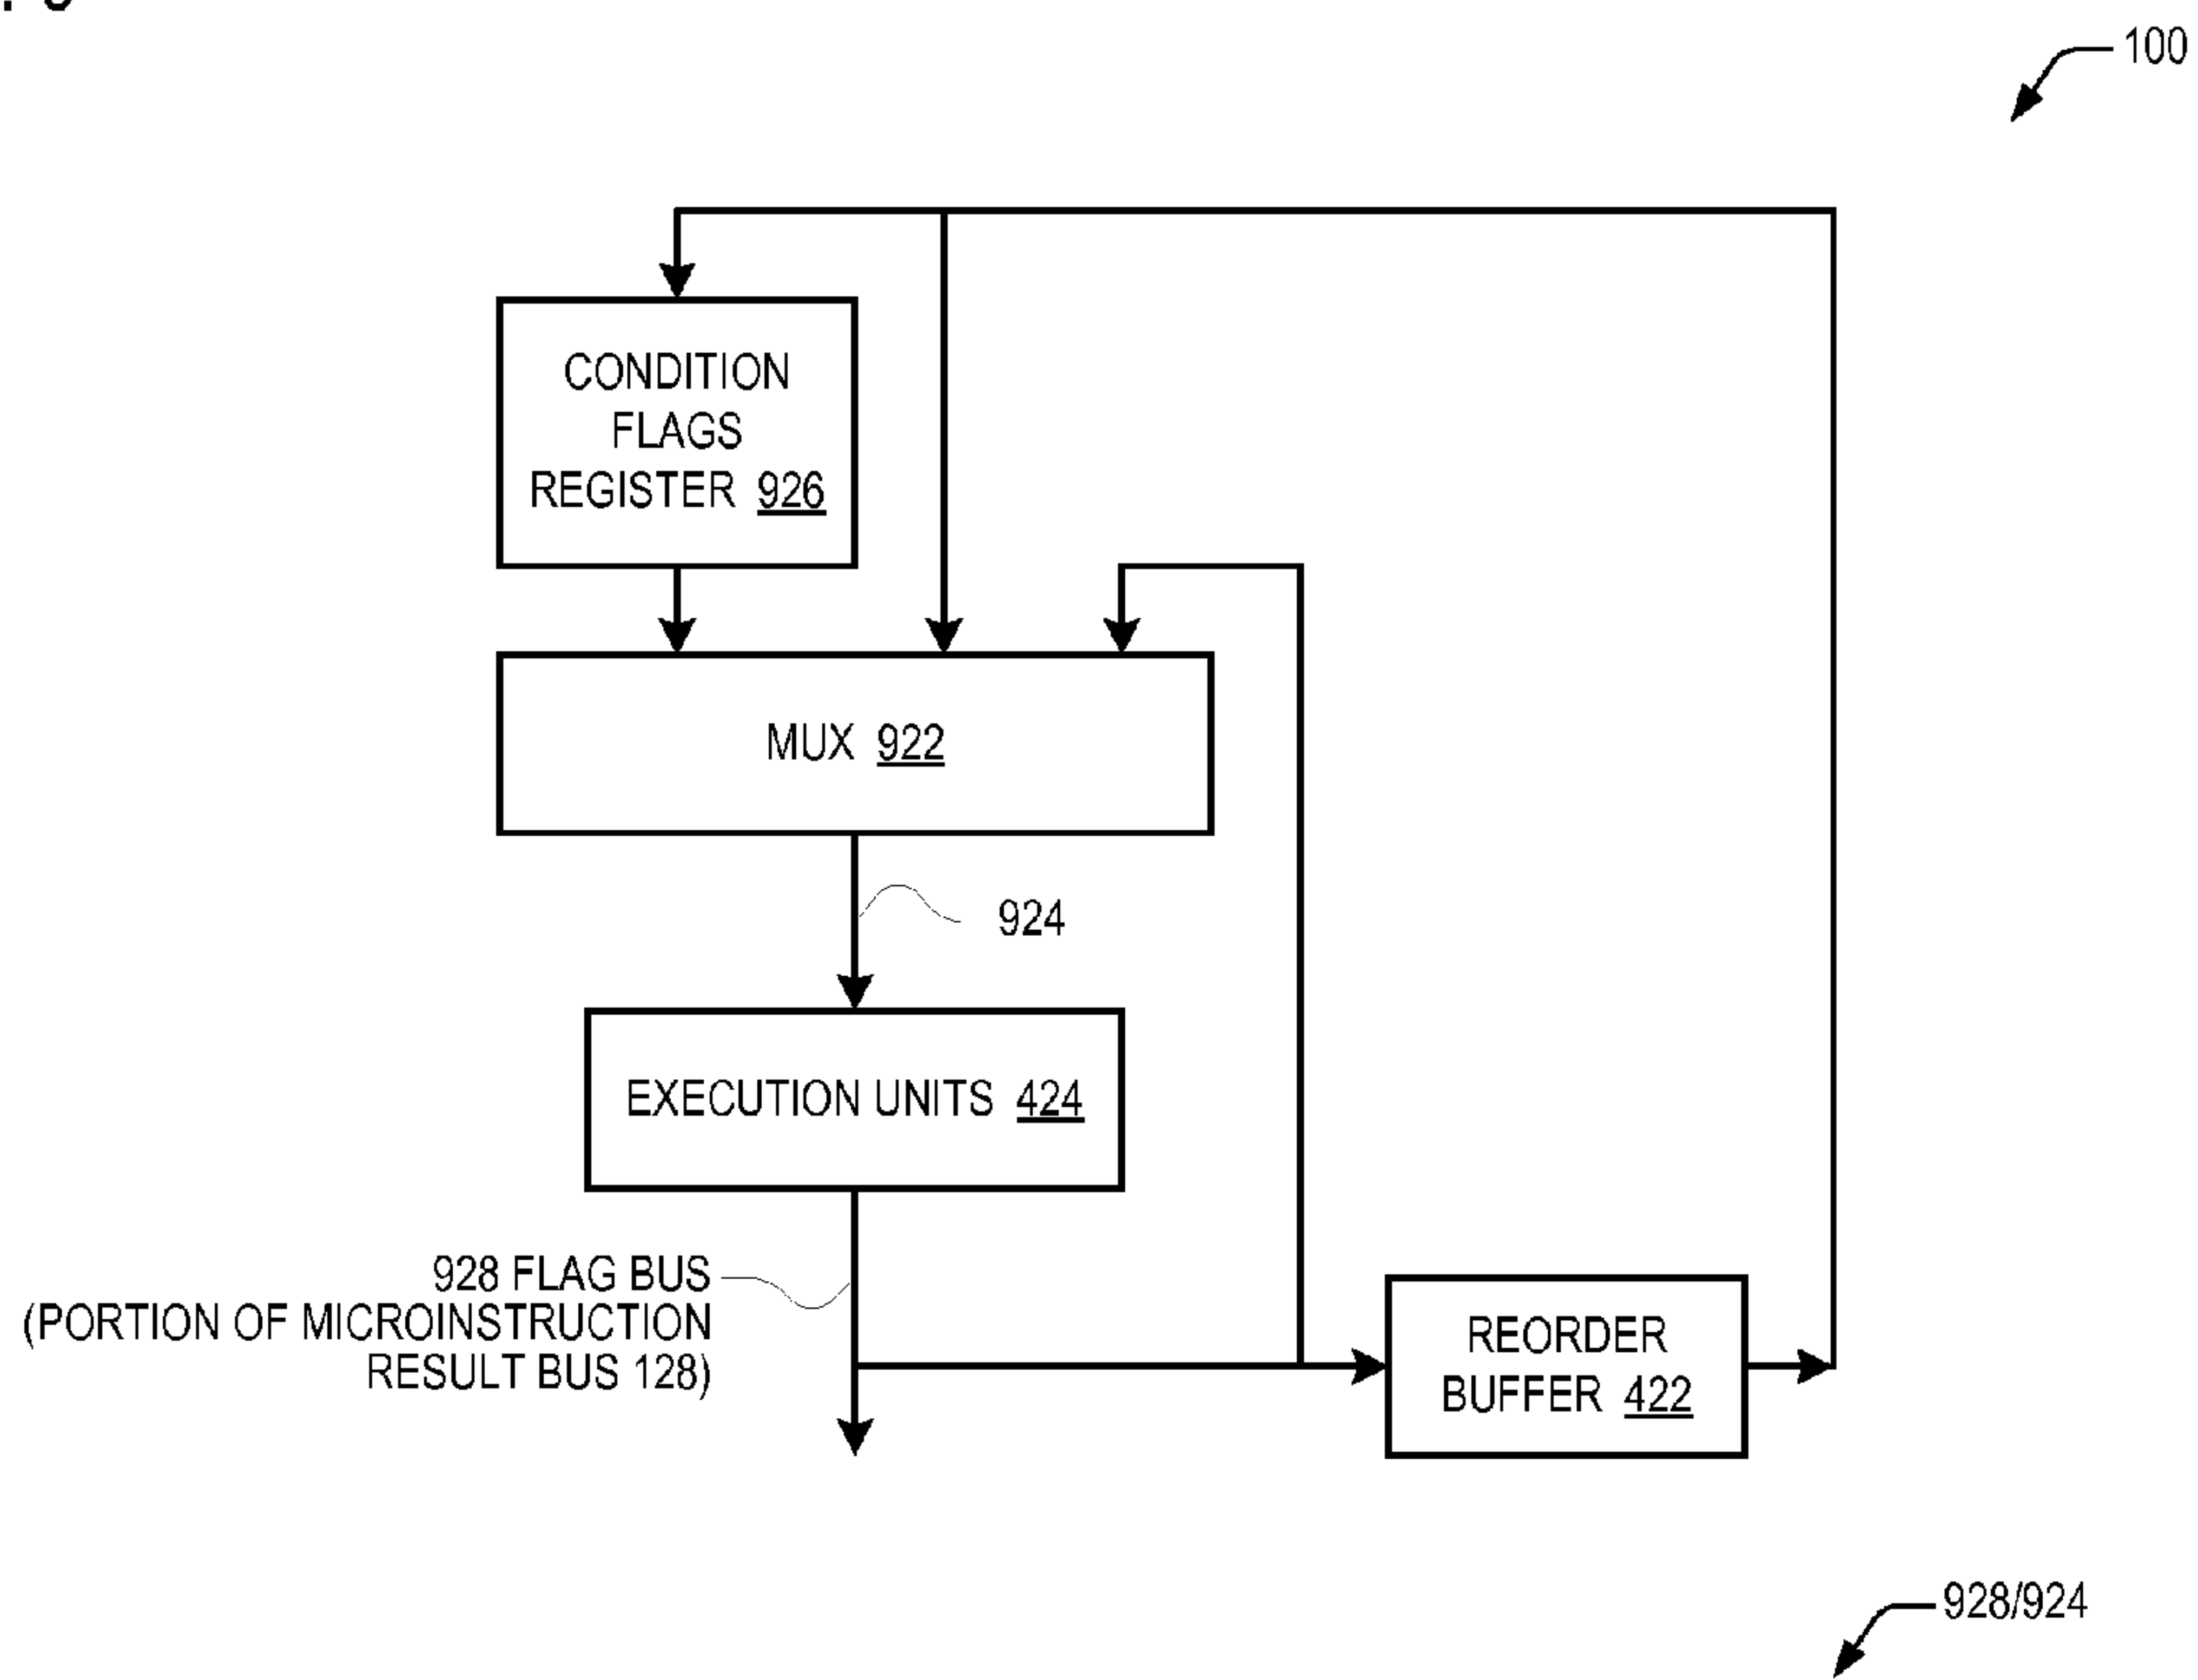 100
CONDITION
FLAGS
REGISTER 926
MUX 922
924
EXECUTION UNITS 424
928 FLAG BUS
(PORTION OF MICROINSTRUCTION
RESULT BUS 128)
REORDER
BUFFER 422
928/924